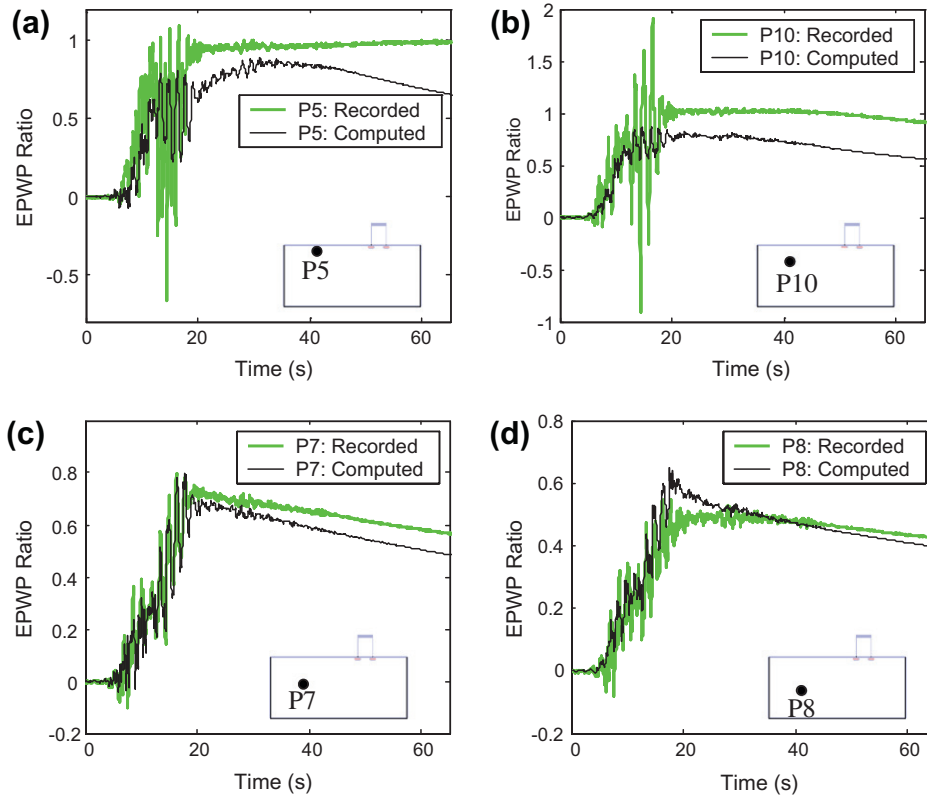 (a)
EPWP Ratio
1
0.5
0
-0.5
P5: Recorded
P5: Computed
P5
0
20
40
60
Time (s)
(b)
EPWP Ratio
2
1.5
1
0.5
0
-0.5
-1
P10: Recorded
P10: Computed
P10
0
20
40
60
Time (s)
(c)
EPWP Ratio
0.8
0.6
0.4
0.2
0
-0.2
P7: Recorded
P7: Computed
P7
0
20
40
60
Time (s)
(d)
EPWP Ratio
0.8
0.6
0.4
0.2
0
-0.2
P8: Recorded
P8: Computed
P8
0
20
40
60
Time (s)